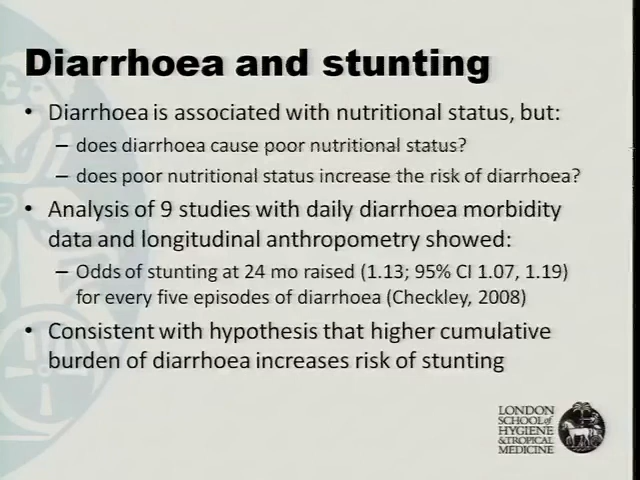 Diarrhoea and stunting
• Diarrhoea is associated with nutritional status, but:
– does diarrhoea cause poor nutritional status?
– does poor nutritional status increase the risk of diarrhoea?
• Analysis of 9 studies with daily diarrhoea morbidity
data and longitudinal anthropometry showed:
– Odds of stunting at 24 mo raised (1.13; 95% CI 1.07, 1.19)
for every five episodes of diarrhoea (Checkley, 2008)
• Consistent with hypothesis that higher cumulative
burden of diarrhoea increases risk of stunting
LONDON
SCHOOL of
HYGIENE
& TROPICAL
MEDICINE